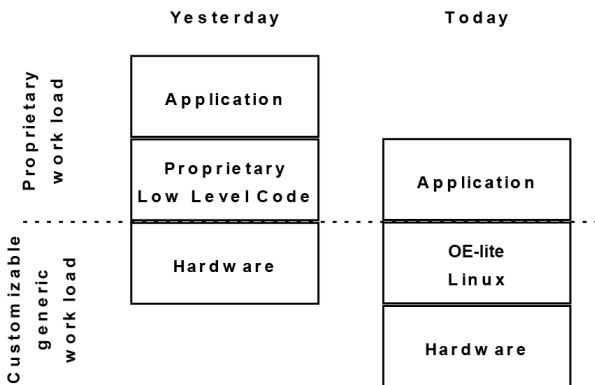 Yesterday
Today
Proprietary
work load
Application
Proprietary
Low Level Code
Application
Customizable
generic
work load
Hardware
OE-lite
Linux
Hardware